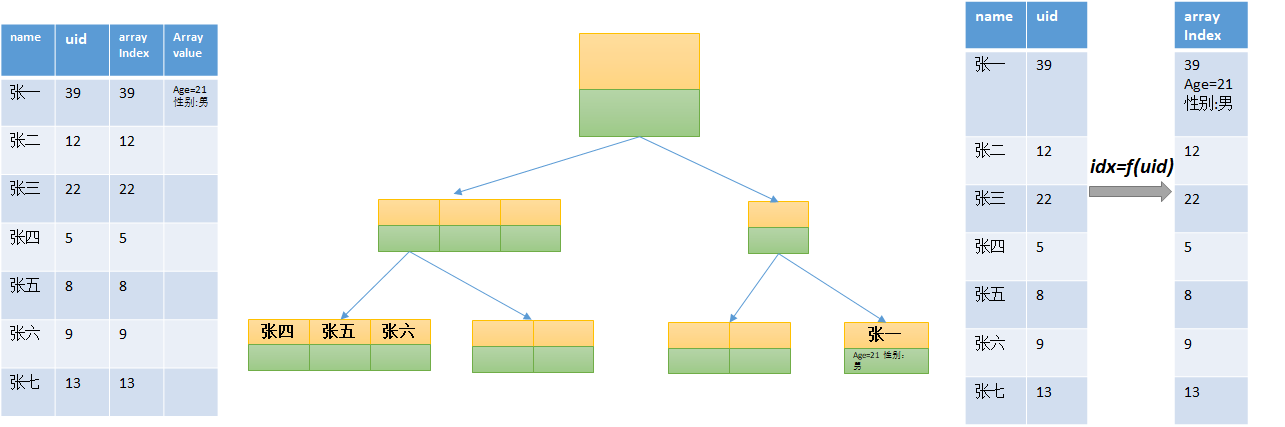 name uid array Index Array value
张一 39 39 Age=21 性别:男
张二 12 12
张三 22 22
张四 5 5
张五 8 8
张六 9 9
张七 13 13
张四 张五 张六
张一
Age=21 性别：
男
name uid
张一 39
张二 12
张三 22
张四 5
张五 8
张六 9
张七 13
idx=f(uid)
array
Index
39
Age=21
性别:男
12
22
5
8
9
13